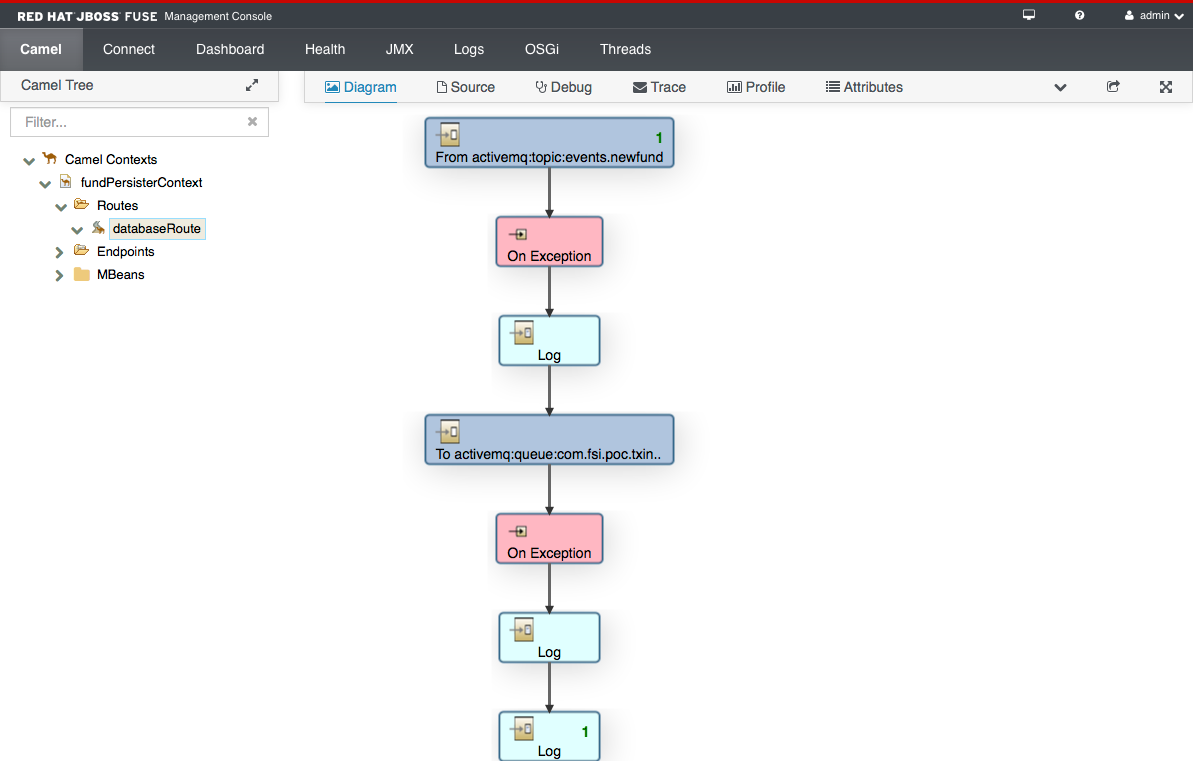 RED HAT JBOSS FUSE Management Console
admin
Camel Connect Dashboard Health JMX Logs OSGi Threads
Camel Tree
Diagram Source Debug Trace Profile Attributes
Filter...
Camel Contexts
fundPersisterContext
Routes
databaseRoute
Endpoints
MBeans
1
From activemq:topic:events.newfund
On Exception
Log
To activemq:queue:com.fsi.poc.txin..
On Exception
Log
1
Log